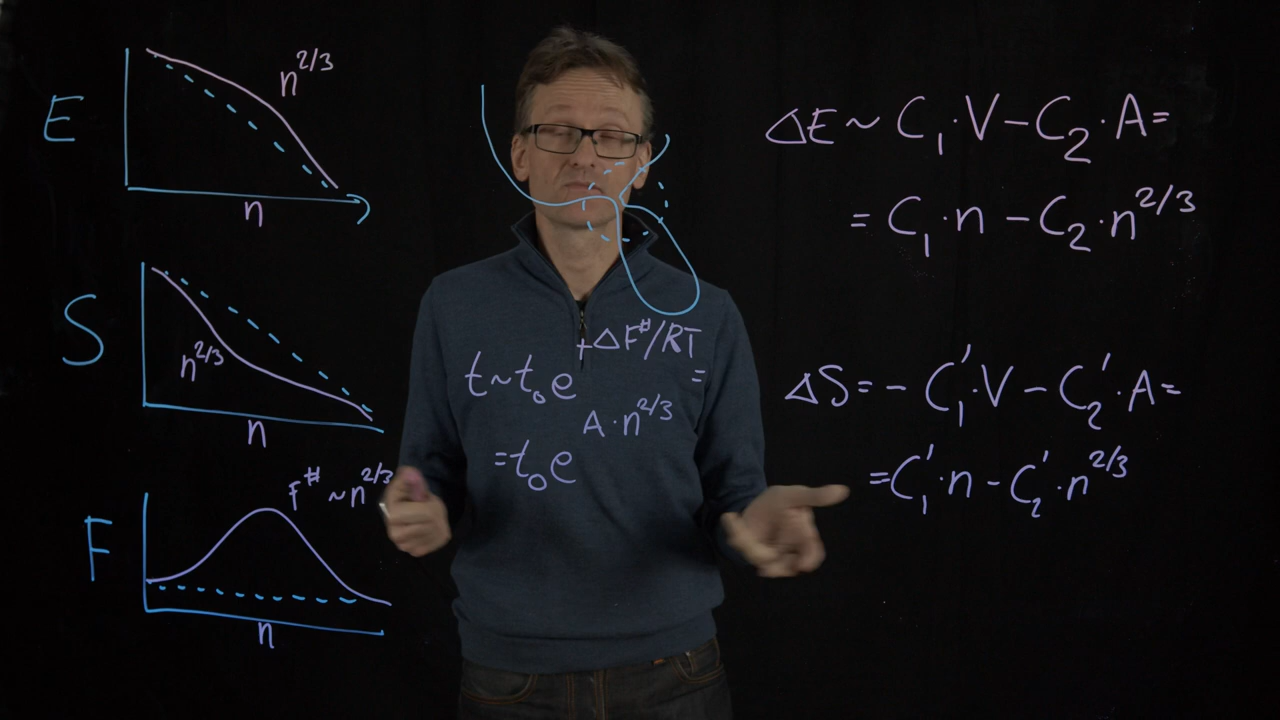 E
n^{2/3}
n
S
n^{2/3}
n
F
F^# ~ n^{2/3}
n
t ~ t₀e^{+ΔF^#/RT} =
= t₀e^{A·n^{2/3}}
ΔE ~ C₁·V − C₂·A =
= C₁·n − C₂·n^{2/3}
ΔS = − C₁'·V − C₂'·A =
= C₁'·n − C₂'·n^{2/3}